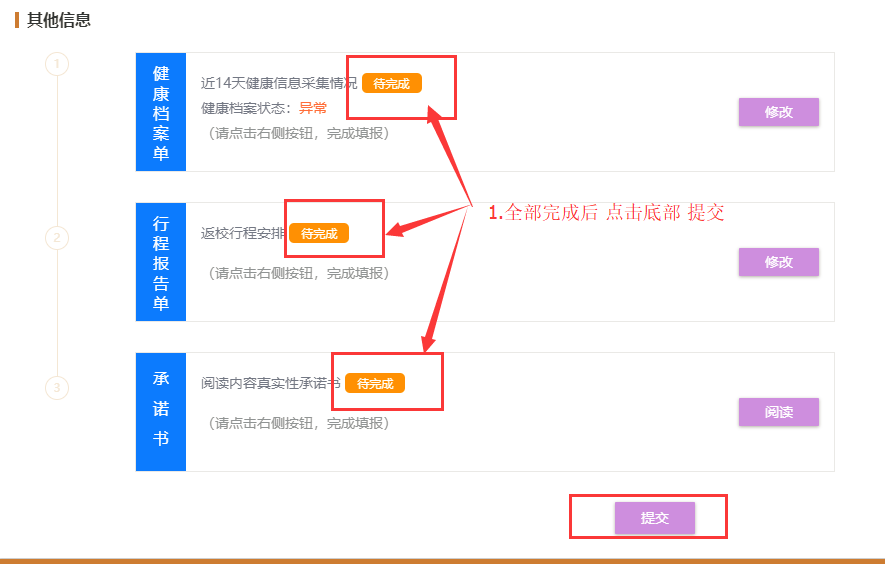 其他信息
1
健康档案单
近14天健康信息采集情况 待完成
健康档案状态：异常
（请点击右侧按钮，完成填报）
修改
1.全部完成后 点击底部 提交
2
行程报告单
返校行程安排 待完成
（请点击右侧按钮，完成填报）
修改
3
承诺书
阅读内容真实性承诺书 待完成
（请点击右侧按钮，完成填报）
阅读
提交